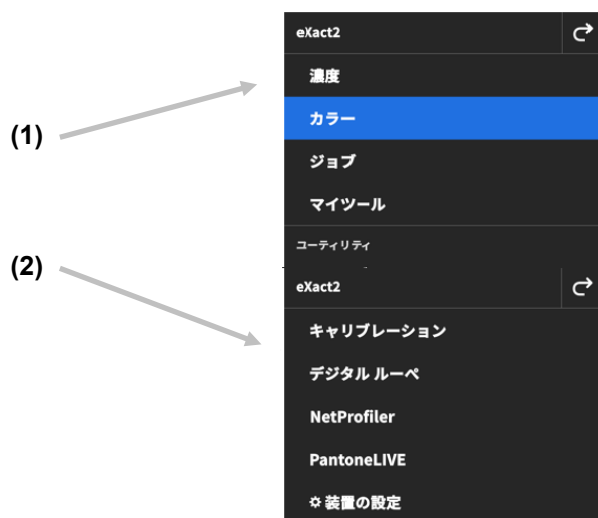 eXact2
濃度
(1)
カラー
ジョブ
マイツール
ユーティリティ
(2)
eXact2
キャリブレーション
デジタル ルーペ
NetProfiler
PantoneLIVE
装置の設定